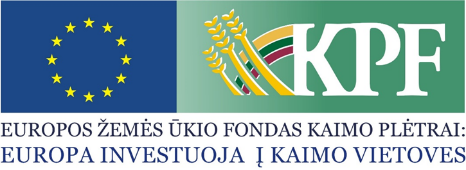 KPF
EUROPOS ŽEMĖS ŪKIO FONDAS KAIMO PLĖTRAI:
EUROPA INVESTUOJA Į KAIMO VIETOVES